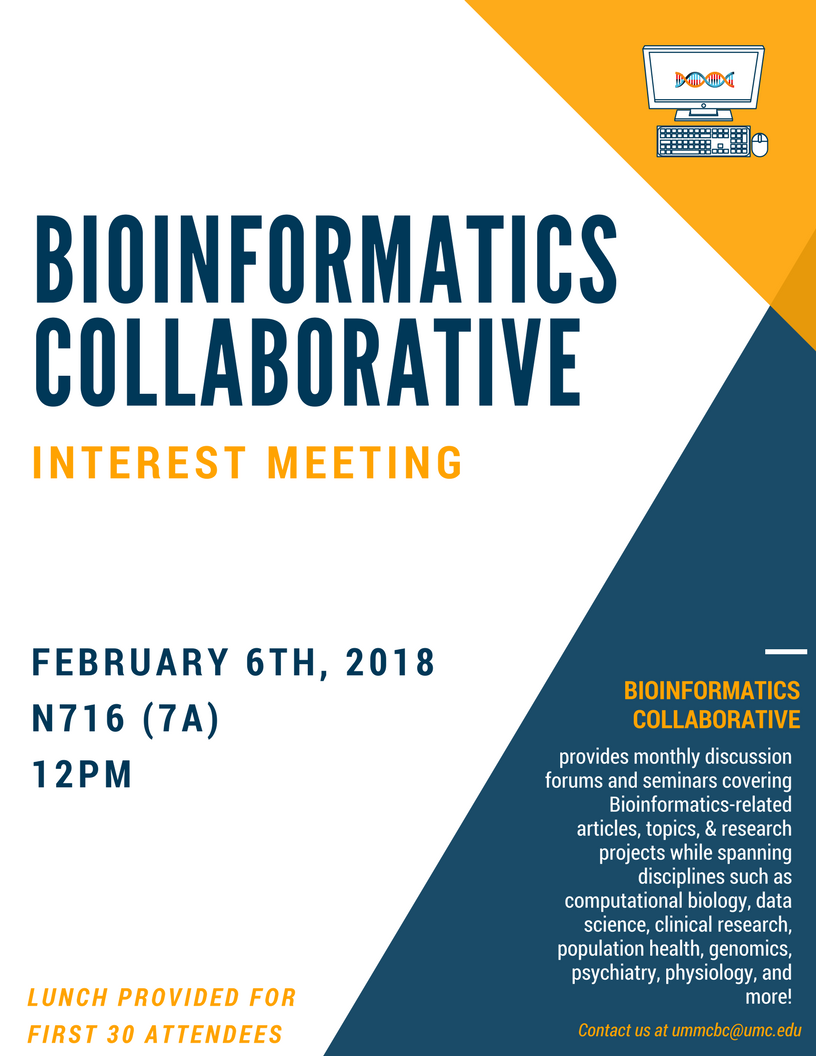 BIOINFORMATICS
COLLABORATIVE
INTEREST MEETING
FEBRUARY 6TH, 2018
N716 (7A)
12PM
LUNCH PROVIDED FOR
FIRST 30 ATTENDEES
BIOINFORMATICS
COLLABORATIVE
provides monthly discussion
forums and seminars covering
Bioinformatics-related
articles, topics, & research
projects while spanning
disciplines such as
computational biology, data
science, clinical research,
population health, genomics,
psychiatry, physiology, and
more!
Contact us at ummcbc@umc.edu